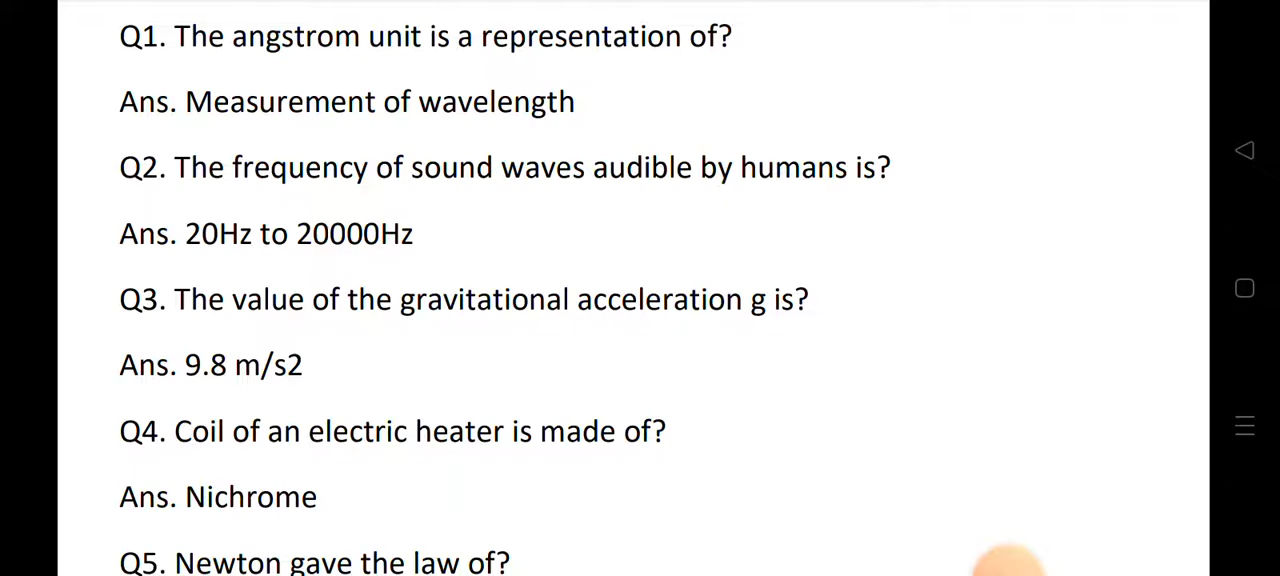 Q1. The angstrom unit is a representation of?
Ans. Measurement of wavelength
Q2. The frequency of sound waves audible by humans is?
Ans. 20Hz to 20000Hz
Q3. The value of the gravitational acceleration g is?
Ans. 9.8 m/s2
Q4. Coil of an electric heater is made of?
Ans. Nichrome
Q5. Newton gave the law of?